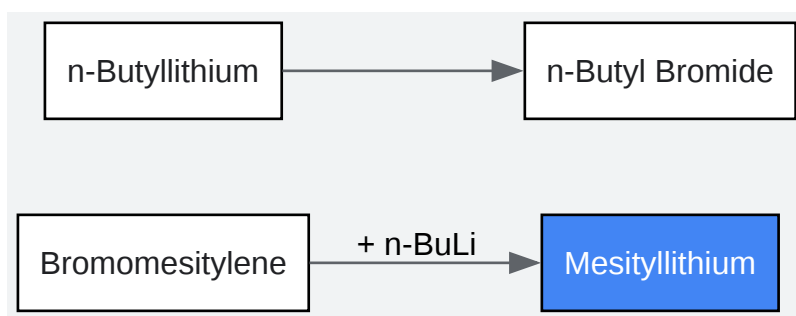 n-Butyllithium
n-Butyl Bromide
Bromomesitylene
+ n-BuLi
Mesityllithium